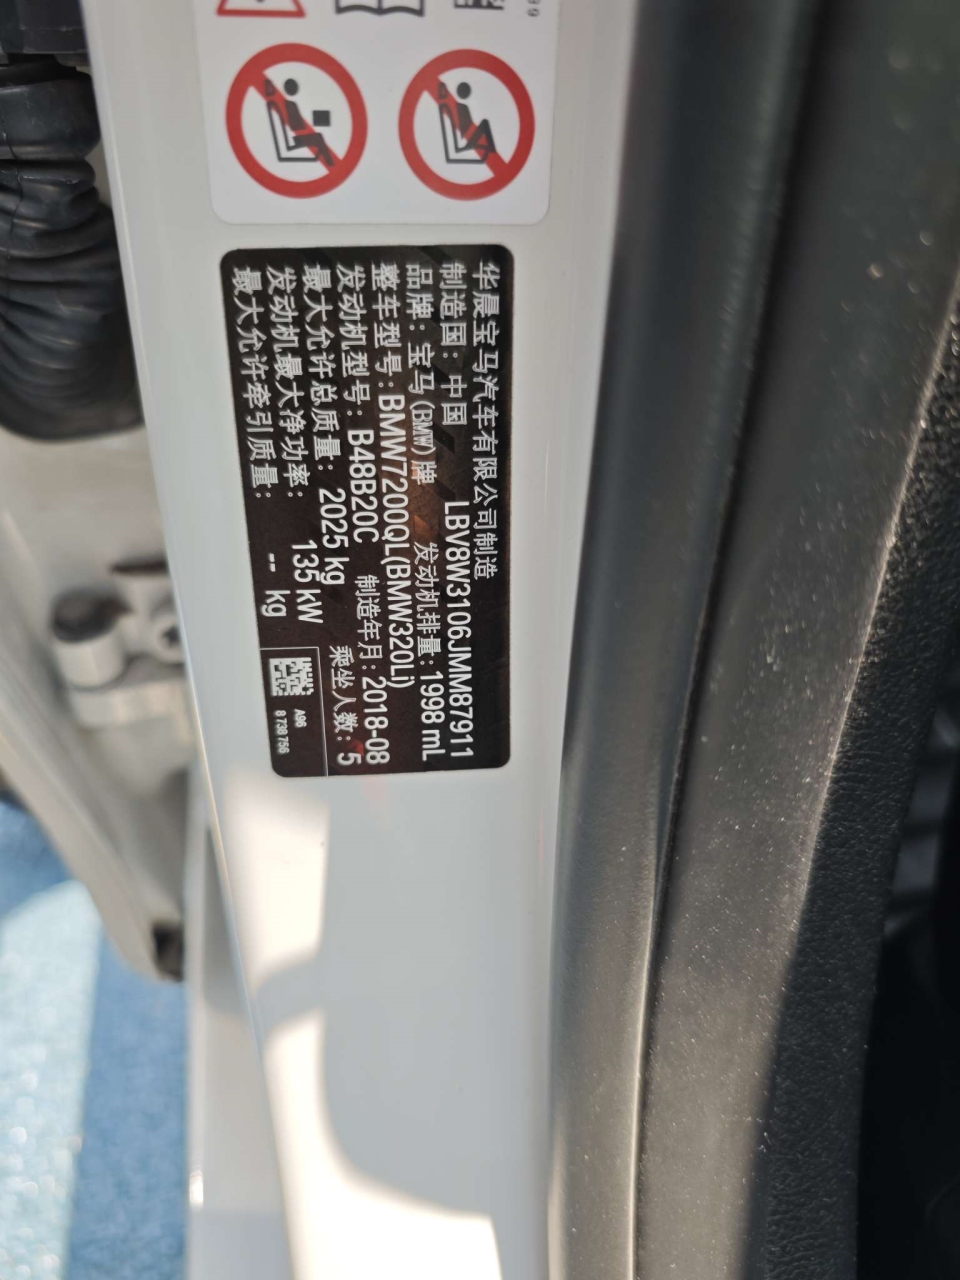 华晨宝马汽车有限公司制造
制造国：中国 LBV8W3106JMM87911
品牌：宝马(BMW)牌 发动机排量：1998 mL
整车型号：BMW7200QL(BMW320Li)
发动机型号：B48B20C 制造年月：2018-08
最大允许总质量：2025 kg 乘坐人数：5
发动机最大净功率：135 kW
最大允许牵引质量：-- kg
A96
8 738 756